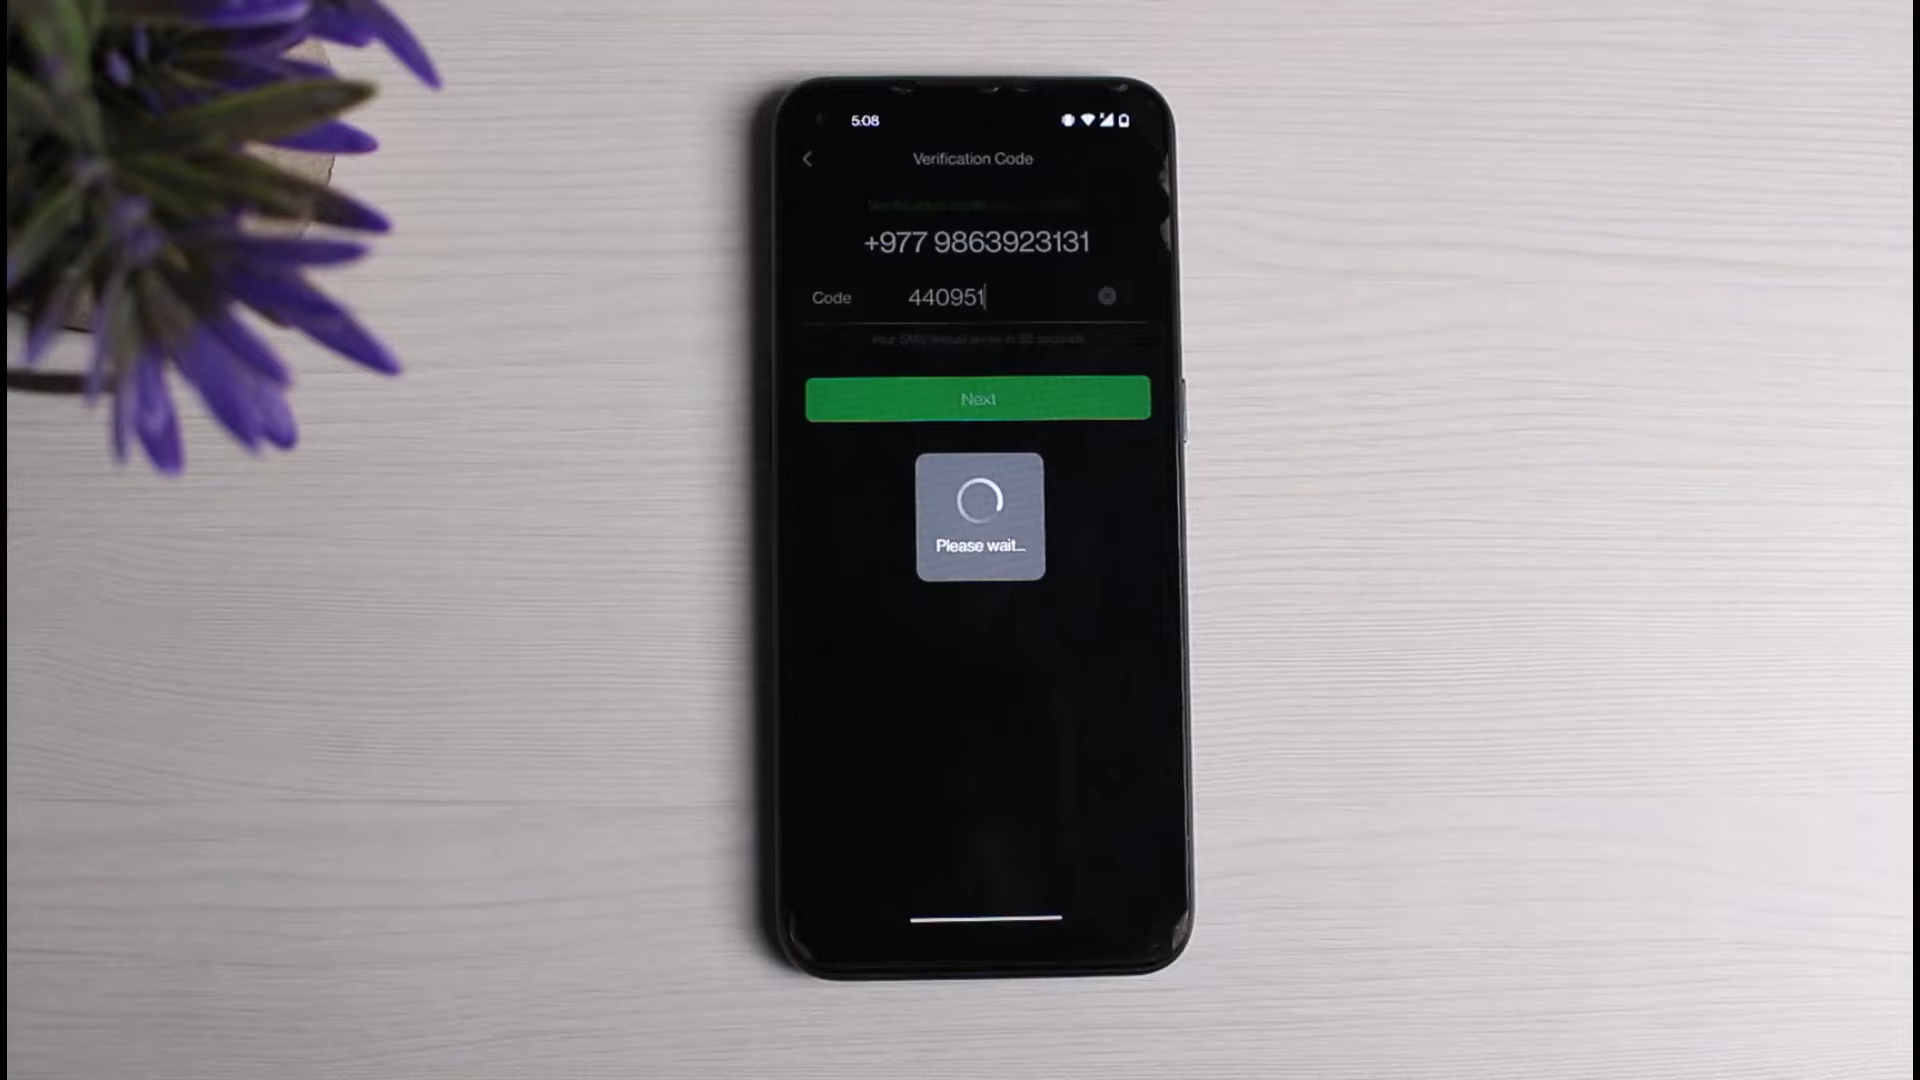 5:08
Verification Code
+977 9863923131
Code 440951
Next
Please wait...